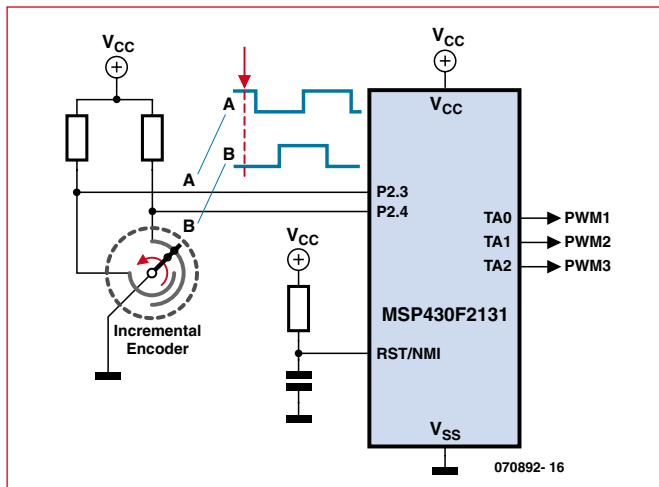 VCC
VCC
A
VCC
B
A
P2.3
P2.4
B
TA0
PWM1
VCC
TA1
PWM2
TA2
PWM3
MSP430F2131
Incremental
Encoder
RST/NMI
VSS
070892- 16